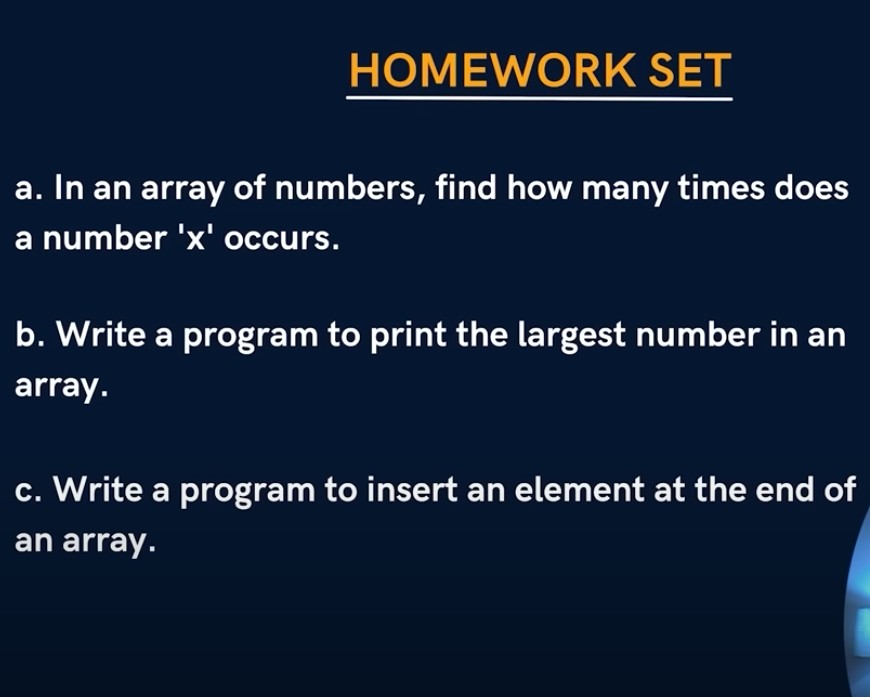 HOMEWORK SET
a. In an array of numbers, find how many times does
a number 'x' occurs.
b. Write a program to print the largest number in an
array.
c. Write a program to insert an element at the end of
an array.